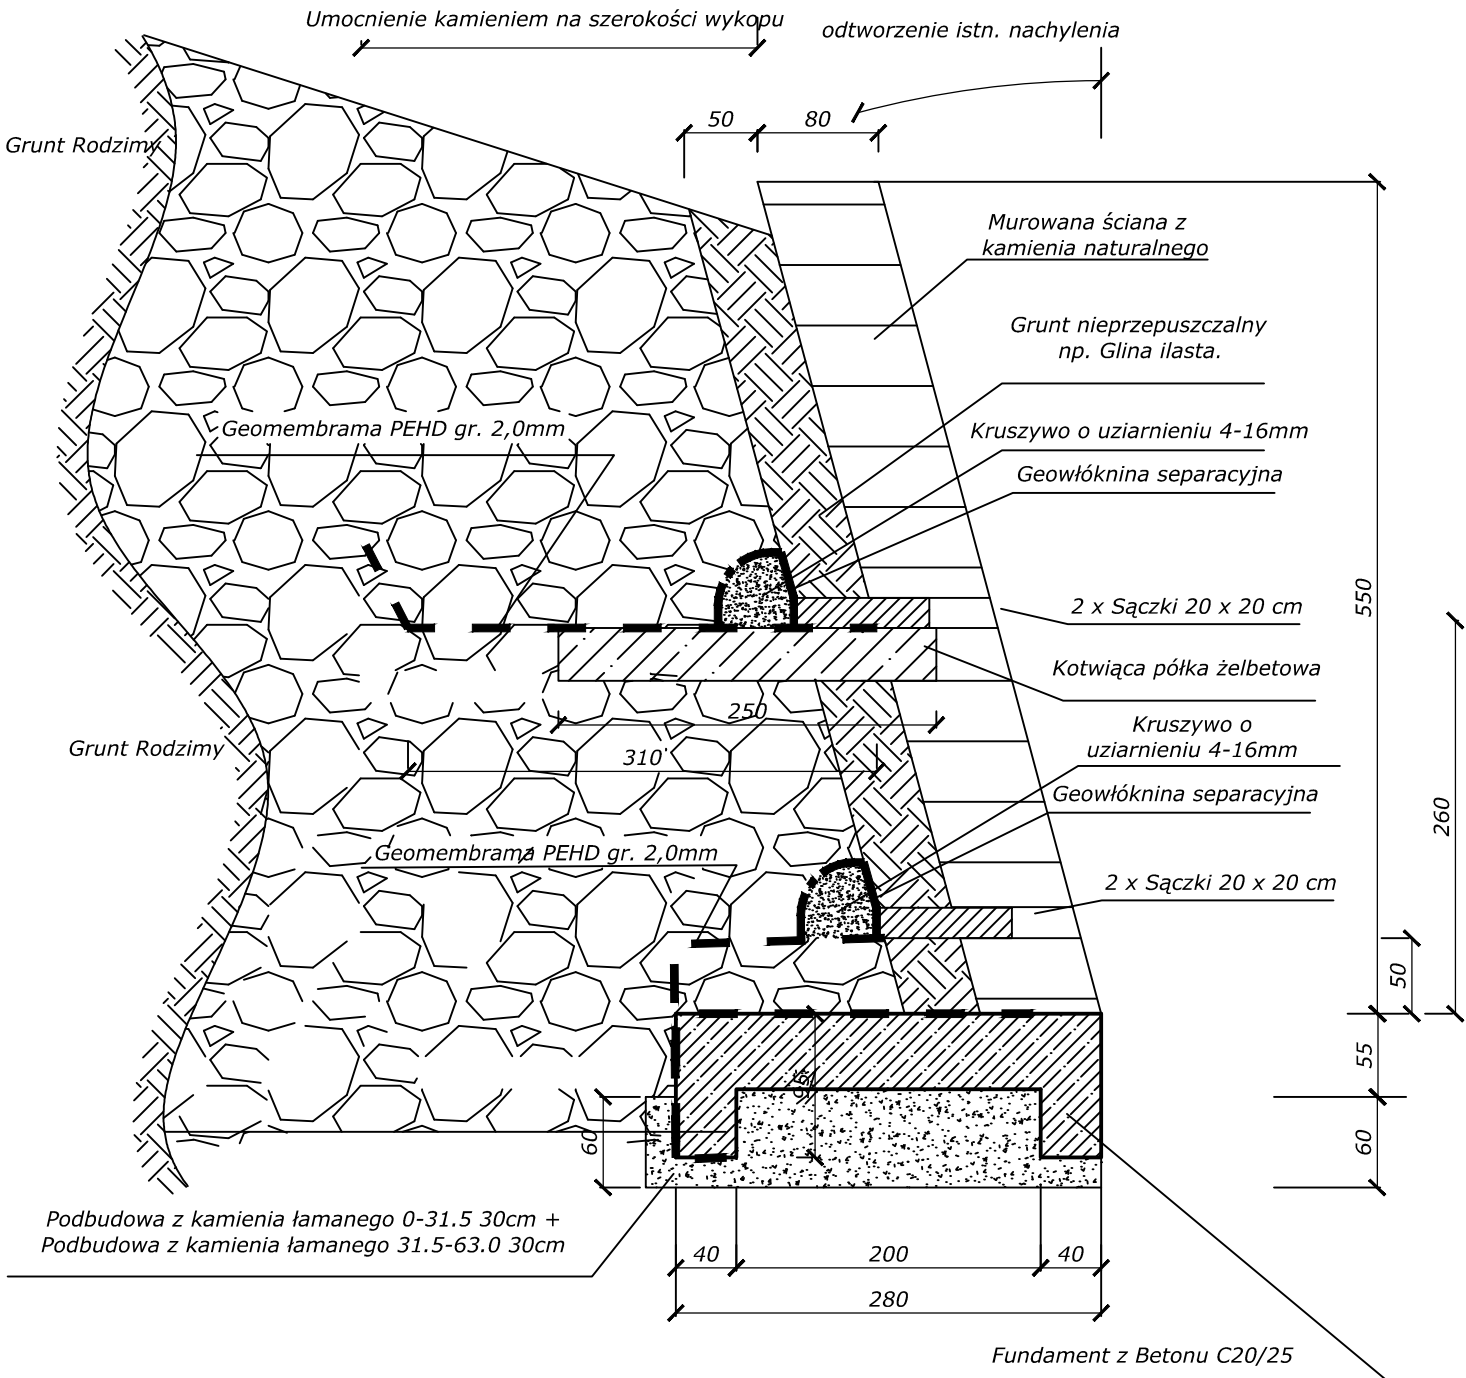 Umocnienie kamieniem na szerokości wykopu
odtworzenie istn. nachylenia
50
80
Grunt Rodzimy
Murowana ściana z
kamienia naturalnego
Grunt nieprzepuszczalny
np. Glina ilasta.
Geomembrama PEHD gr. 2,0mm
Kruszywo o uziarnieniu 4-16mm
Geowłóknina separacyjna
550
2 x Sączki 20 x 20 cm
Kotwiąca półka żelbetowa
250
Kruszywo o
uziarnieniu 4-16mm
Grunt Rodzimy
310
Geowłóknina separacyjna
260
Geomembrama PEHD gr. 2,0mm
2 x Sączki 20 x 20 cm
50
55
95
60
60
Podbudowa z kamienia łamanego 0-31.5 30cm +
Podbudowa z kamienia łamanego 31.5-63.0 30cm
40
200
40
280
Fundament z Betonu C20/25